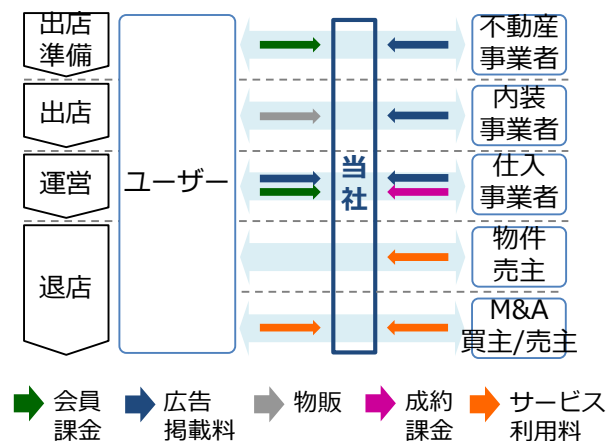 出店
準備
不動産
事業者
出店
内装
事業者
運営
ユーザー
当
社
仕入
事業者
退店
物件
売主
M&A
買主/売主
会員
課金
広告
掲載料
物販
成約
課金
サービス
利用料